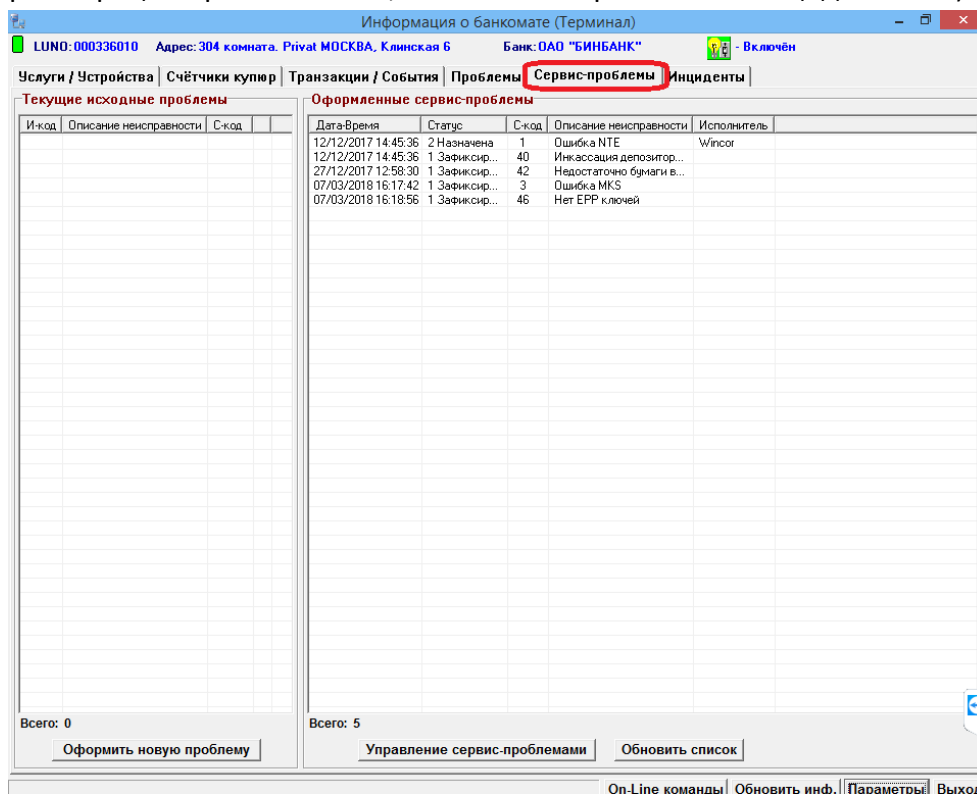 Информация о банкомате (Терминал)
LUNO: 000336010 Адрес: 304 комната. Privat МОСКВА, Клинская 6 Банк: ОАО "БИНБАНК" - Включён
Услуги / Устройства Счётчики купюр Транзакции / События Проблемы Сервис-проблемы Инциденты
Текущие исходные проблемы
И-код Описание неисправности С-код
Всего: 0
Оформить новую проблему
Оформленные сервис-проблемы
Дата-Время Статус С-код Описание неисправности Исполнитель
12/12/2017 14:45:36 2 Назначена 1 Ошибка NTE Wincor
12/12/2017 14:45:36 1 Зафиксир... 40 Инкассация депозитор...
27/12/2017 12:58:30 1 Зафиксир... 42 Недостаточно бумаги в...
07/03/2018 16:17:42 1 Зафиксир... 3 Ошибка MKS
07/03/2018 16:18:56 1 Зафиксир... 46 Нет EPP ключей
Всего: 5
Управление сервис-проблемами Обновить список
On-Line команды Обновить инф. Параметры Выхо